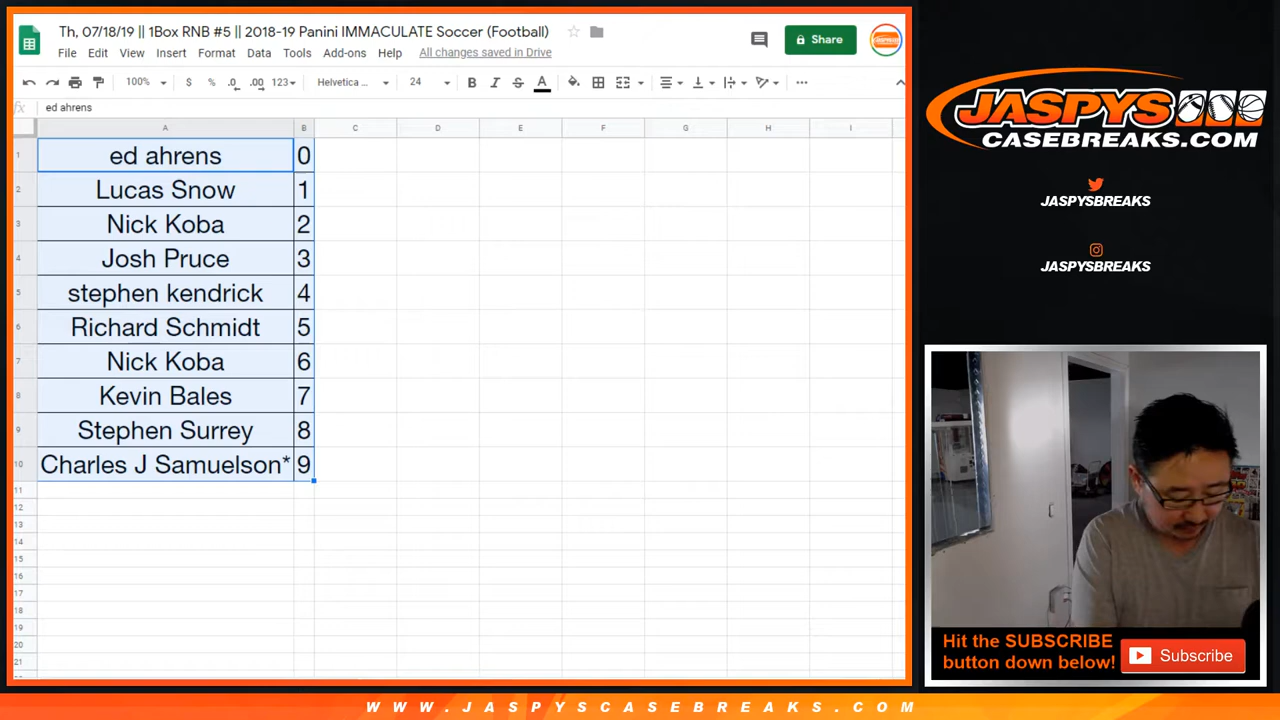 Th, 07/18/19 || 1Box RNB #5 || 2018-19 Panini IMMACULATE Soccer (Football)
File Edit View Insert Format Data Tools Add-ons Help All changes saved in Drive
Share
100% $ % .0 .00 123 Helvetica ... 24 B I S A ...
fx ed ahrens
A B C D E F G H I
1 ed ahrens 0
2 Lucas Snow 1
3 Nick Koba 2
4 Josh Pruce 3
5 stephen kendrick 4
6 Richard Schmidt 5
7 Nick Koba 6
8 Kevin Bales 7
9 Stephen Surrey 8
10 Charles J Samuelson* 9
11
12
13
14
15
16
17
18
19
20
21
JASPYS
CASEBREAKS.COM
JASPYSBREAKS
JASPYSBREAKS
Hit the SUBSCRIBE
button down below!
Subscribe
WWW.JASPYSCASEBREAKS.COM